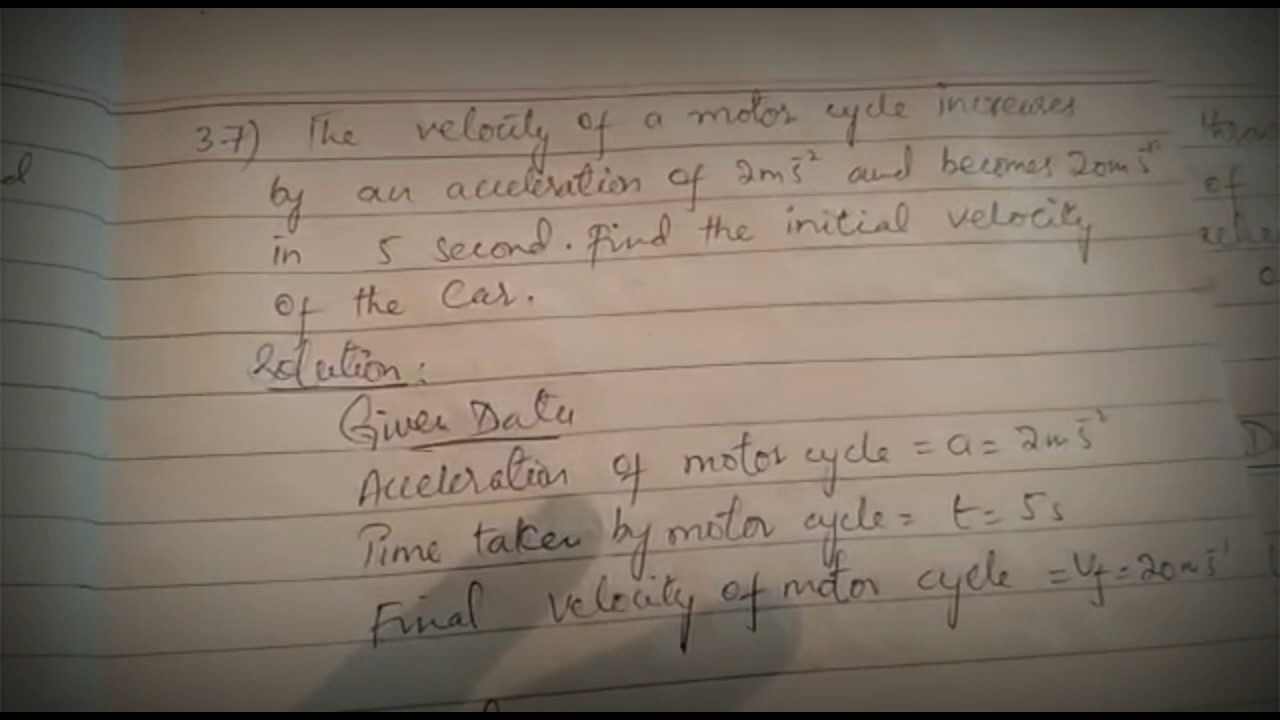 3.7) The velocity of a motor cycle increases
by an acceleration of 2ms⁻² and becomes 20ms⁻¹
in 5 second. Find the initial velocity
of the Car.
Solution:
Given Data
Acceleration of motor cycle = a = 2ms⁻²
Time taken by motor cycle = t = 5s
Final velocity of motor cycle = Vf = 20ms⁻¹
d
of
D